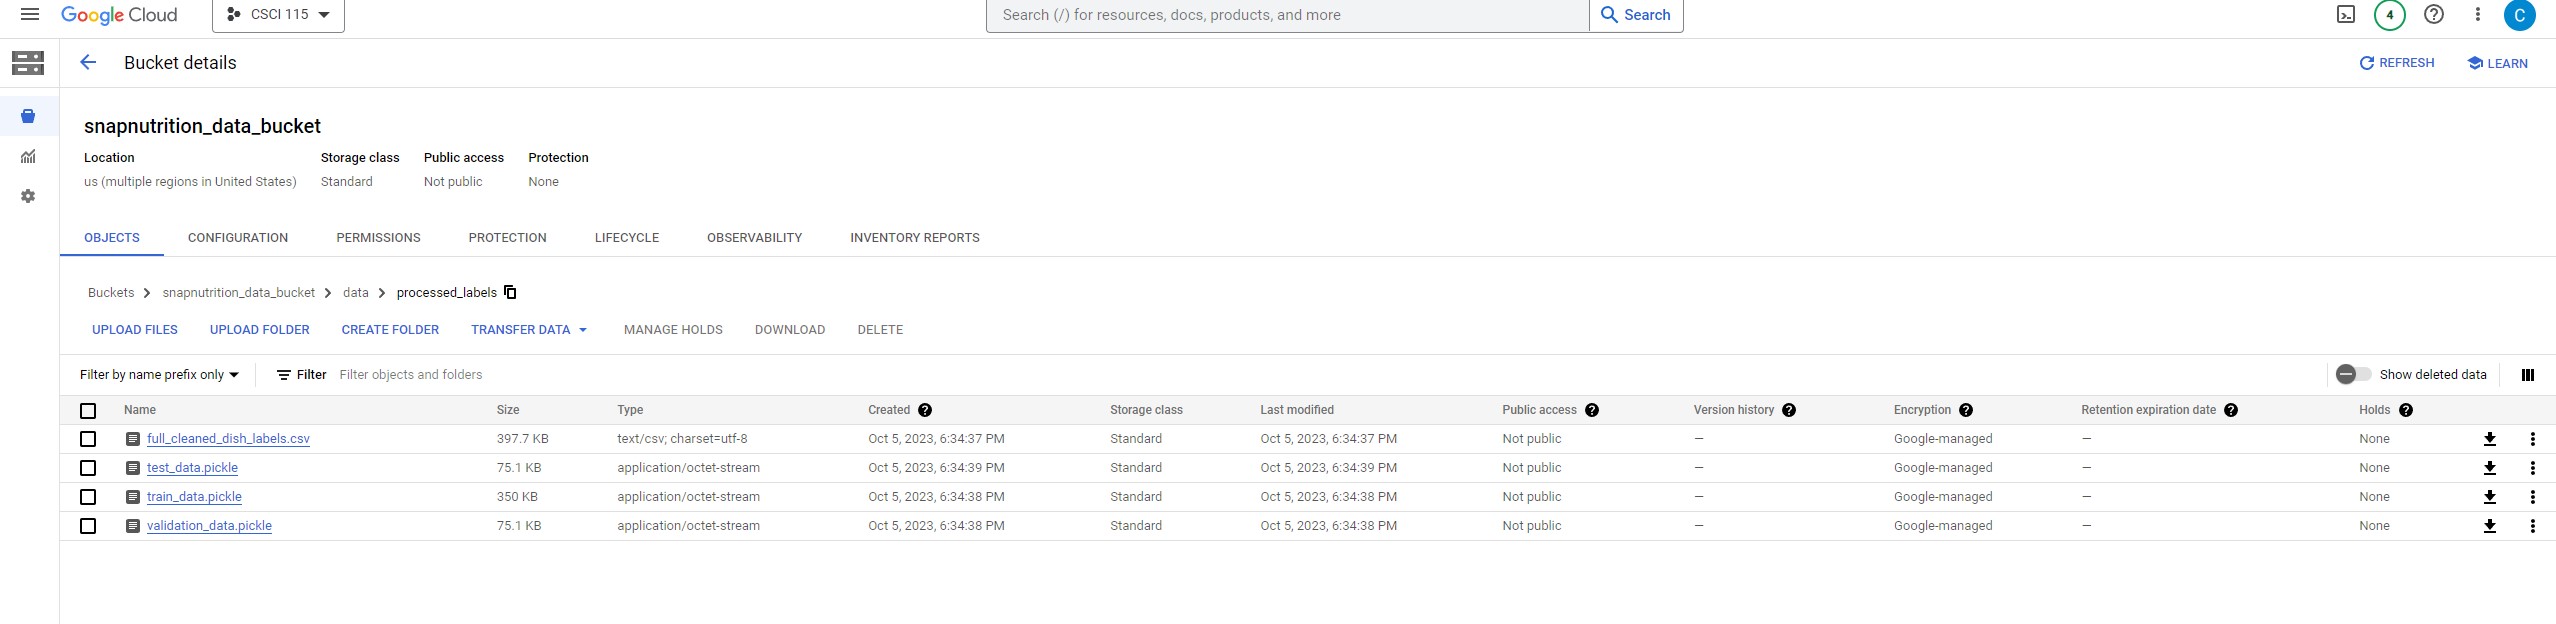 Google Cloud CSCI 115 Search (/) for resources, docs, products, and more Search 4 C
Bucket details REFRESH LEARN
snapnutrition_data_bucket
Location Storage class Public access Protection
us (multiple regions in United States) Standard Not public None
OBJECTS CONFIGURATION PERMISSIONS PROTECTION LIFECYCLE OBSERVABILITY INVENTORY REPORTS
Buckets > snapnutrition_data_bucket > data > processed_labels
UPLOAD FILES UPLOAD FOLDER CREATE FOLDER TRANSFER DATA MANAGE HOLDS DOWNLOAD DELETE
Filter by name prefix only Filter Filter objects and folders Show deleted data
Name Size Type Created Storage class Last modified Public access Version history Encryption Retention expiration date Holds
full_cleaned_dish_labels.csv 397.7 KB text/csv; charset=utf-8 Oct 5, 2023, 6:34:37 PM Standard Oct 5, 2023, 6:34:37 PM Not public — Google-managed — None
test_data.pickle 75.1 KB application/octet-stream Oct 5, 2023, 6:34:39 PM Standard Oct 5, 2023, 6:34:39 PM Not public — Google-managed — None
train_data.pickle 350 KB application/octet-stream Oct 5, 2023, 6:34:38 PM Standard Oct 5, 2023, 6:34:38 PM Not public — Google-managed — None
validation_data.pickle 75.1 KB application/octet-stream Oct 5, 2023, 6:34:38 PM Standard Oct 5, 2023, 6:34:38 PM Not public — Google-managed — None